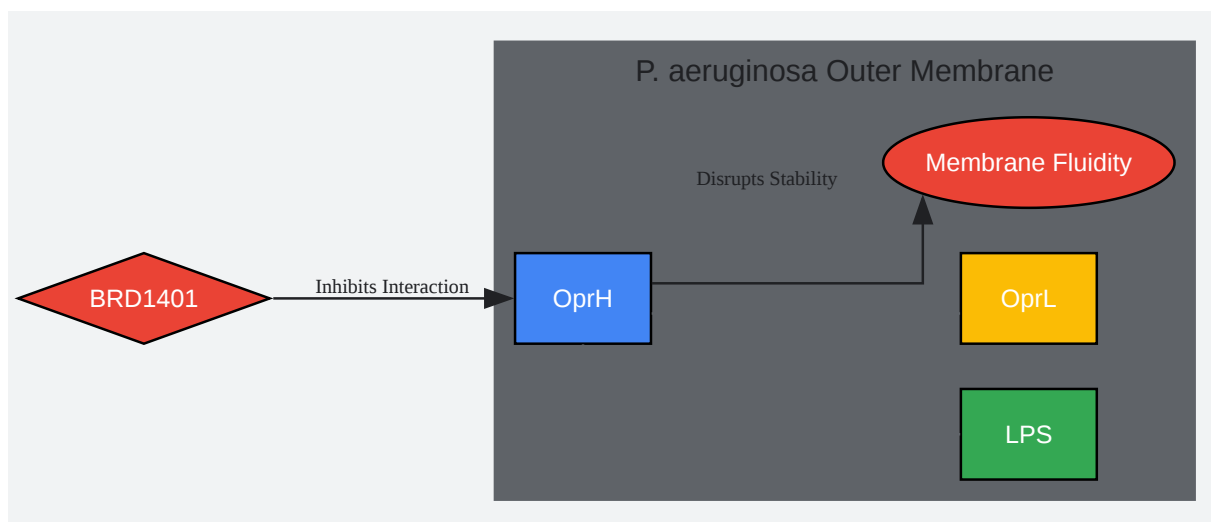 P. aeruginosa Outer Membrane
Membrane Fluidity
Disrupts Stability
BRD1401
Inhibits Interaction
OprH
OprL
LPS